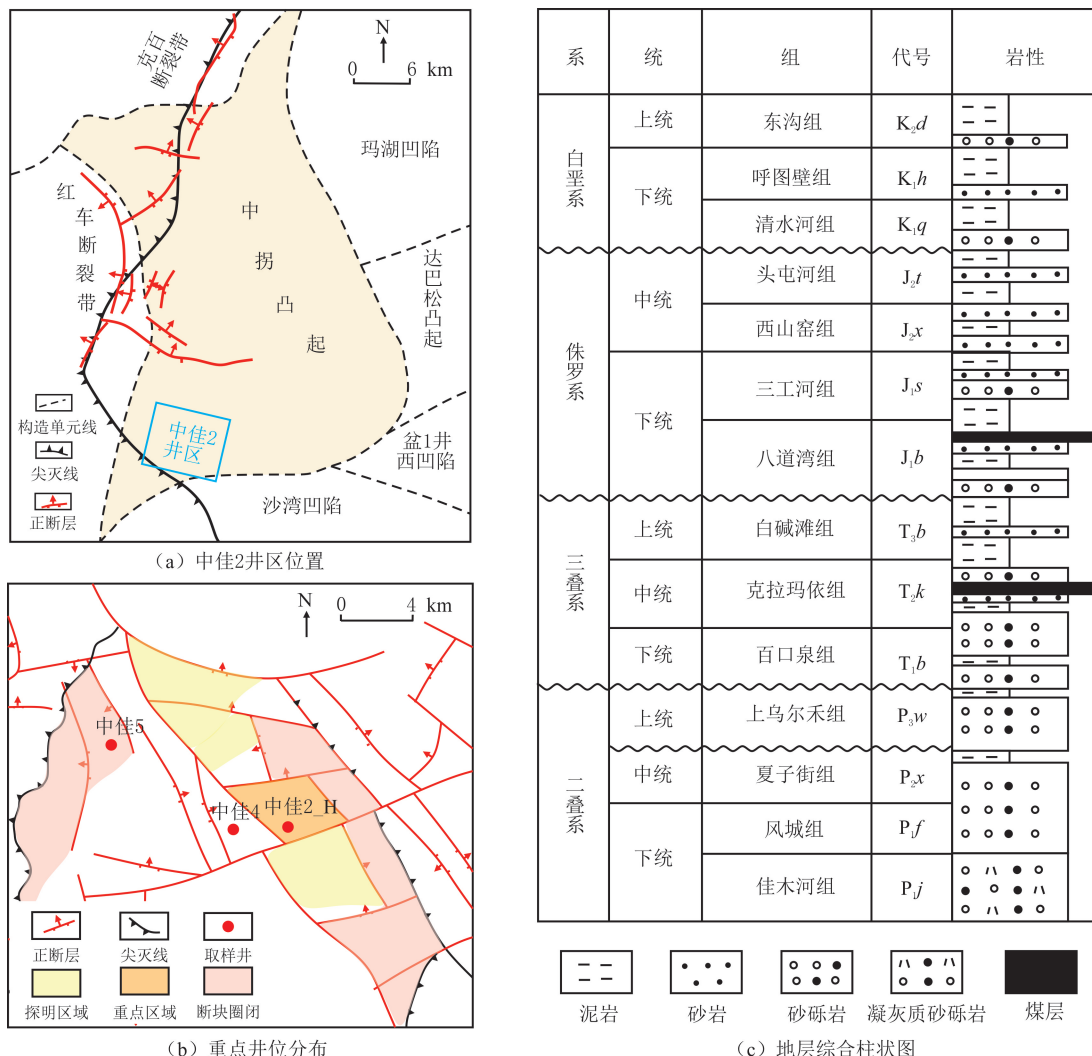 克百
断裂带
N
0 6 km
玛湖凹陷
红车断裂带
中拐凸起
达巴松凸起
构造单元线
尖灭线
正断层
中佳2
井区
盆1井
西凹陷
沙湾凹陷
(a) 中佳2井区位置
N
0 4 km
中佳5
中佳4
中佳2_H
正断层 尖灭线 取样井
探明区域 重点区域 断块圈闭
(b) 重点井位分布
系 统 组 代号 岩性
白垩系
上统 东沟组 K₂d
下统 呼图壁组 K₁h
清水河组 K₁q
侏罗系
中统 头屯河组 J₂t
西山窑组 J₂x
下统 三工河组 J₁s
八道湾组 J₁b
三叠系
上统 白碱滩组 T₃b
中统 克拉玛依组 T₂k
下统 百口泉组 T₁b
二叠系
上统 上乌尔禾组 P₃w
中统 夏子街组 P₂x
下统 风城组 P₁f
佳木河组 P₁j
泥岩 砂岩 砂砾岩 凝灰质砂砾岩 煤层
(c) 地层综合柱状图